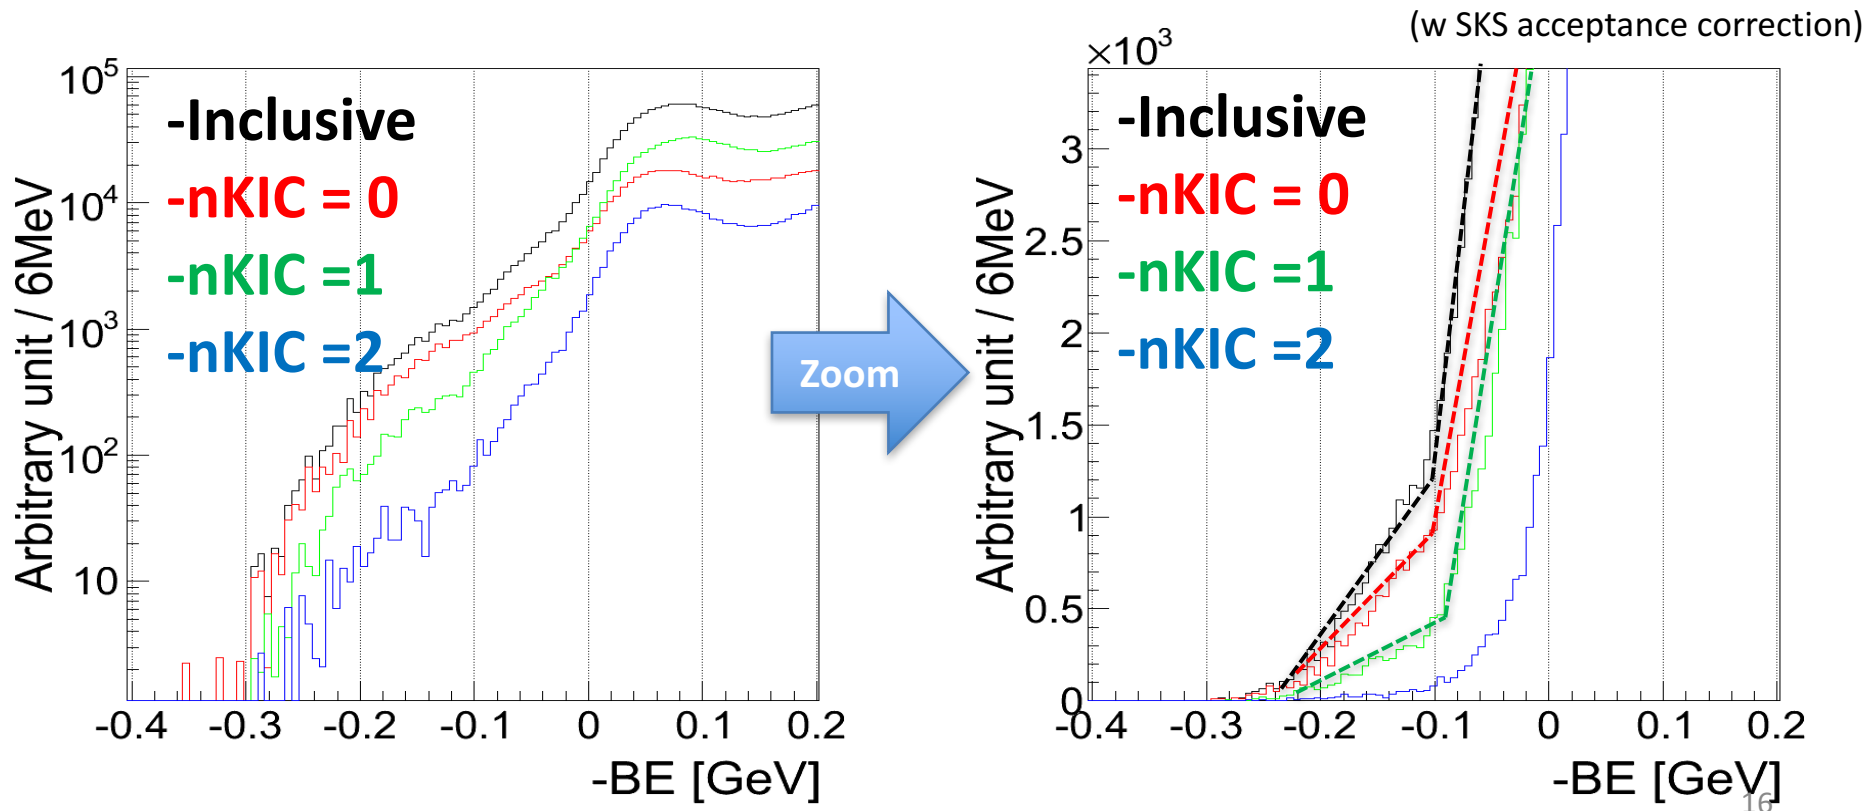 (w SKS acceptance correction)
Arbitrary unit / 6MeV
10^5
10^4
10^3
10^2
10
-Inclusive
-nKIC = 0
-nKIC =1
-nKIC =2
-0.4 -0.3 -0.2 -0.1 0 0.1 0.2
-BE [GeV]
Zoom
×10^3
Arbitrary unit / 6MeV
3
2.5
2
1.5
1
0.5
0
-Inclusive
-nKIC = 0
-nKIC =1
-nKIC =2
-0.4 -0.3 -0.2 -0.1 0 0.1 0.2
-BE [GeV]
16